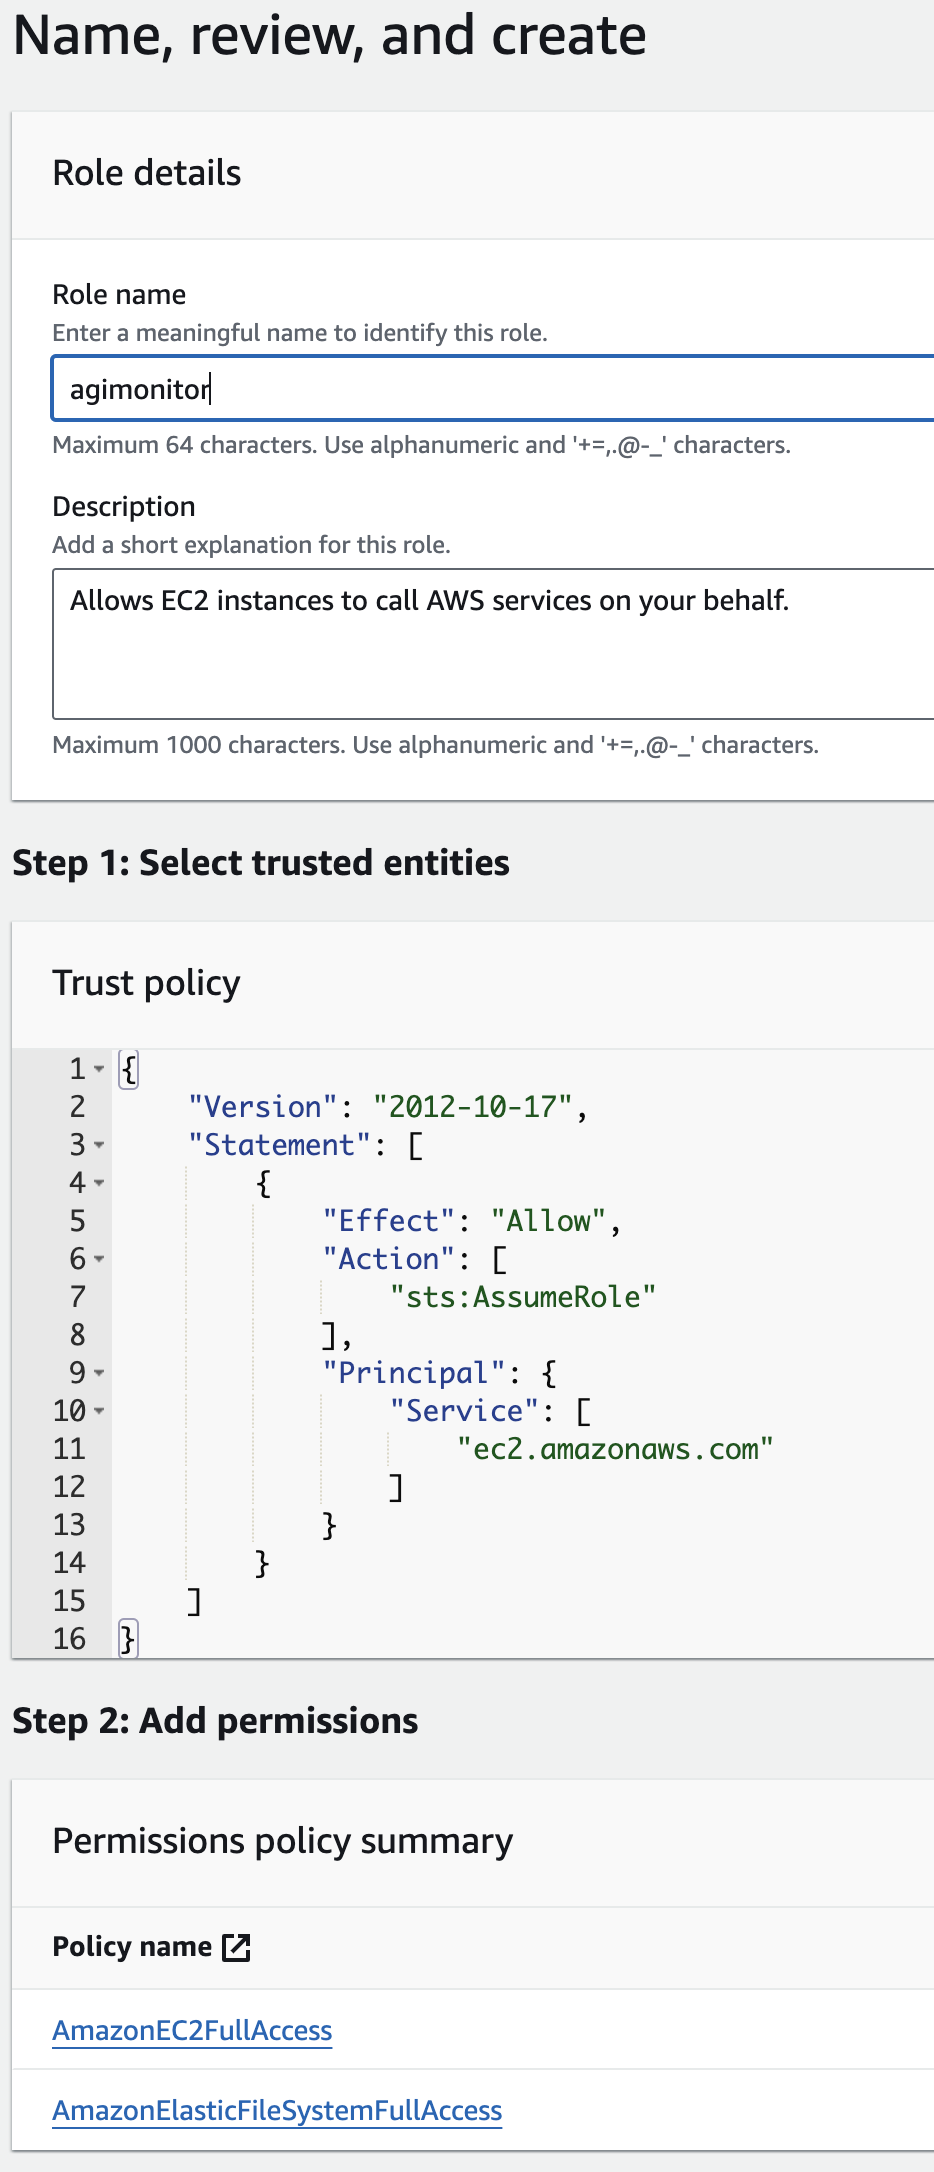 Name, review, and create
Role details
Role name
Enter a meaningful name to identify this role.
agimonitor
Maximum 64 characters. Use alphanumeric and '+=,.@-_' characters.
Description
Add a short explanation for this role.
Allows EC2 instances to call AWS services on your behalf.
Maximum 1000 characters. Use alphanumeric and '+=,.@-_' characters.
Step 1: Select trusted entities
Trust policy
1 {
2     "Version": "2012-10-17",
3     "Statement": [
4         {
5             "Effect": "Allow",
6             "Action": [
7                 "sts:AssumeRole"
8             ],
9             "Principal": {
10                 "Service": [
11                     "ec2.amazonaws.com"
12                 ]
13             }
14         }
15     ]
16 }
Step 2: Add permissions
Permissions policy summary
Policy name
AmazonEC2FullAccess
AmazonElasticFileSystemFullAccess